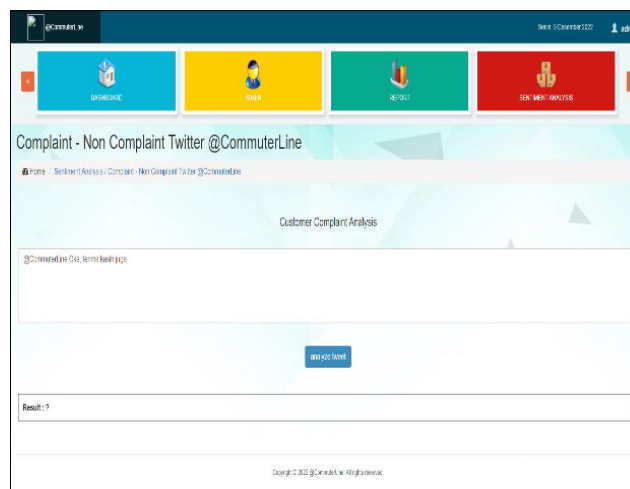 @CommuterLine
Senin, 5 Desember 2022
DASHBOARD
ADMIN
REPORT
SENTIMENT ANALYSIS
Complaint - Non Complaint Twitter @CommuterLine
Home / Sentiment Analysis / Complaint - Non Complaint Twitter @CommuterLine
Customer Complaint Analysis
@CommuterLine Oke, terima kasih juga.
analyze tweet
Result : ?
Copyright © 2022 @CommuterLine. All rights reserved